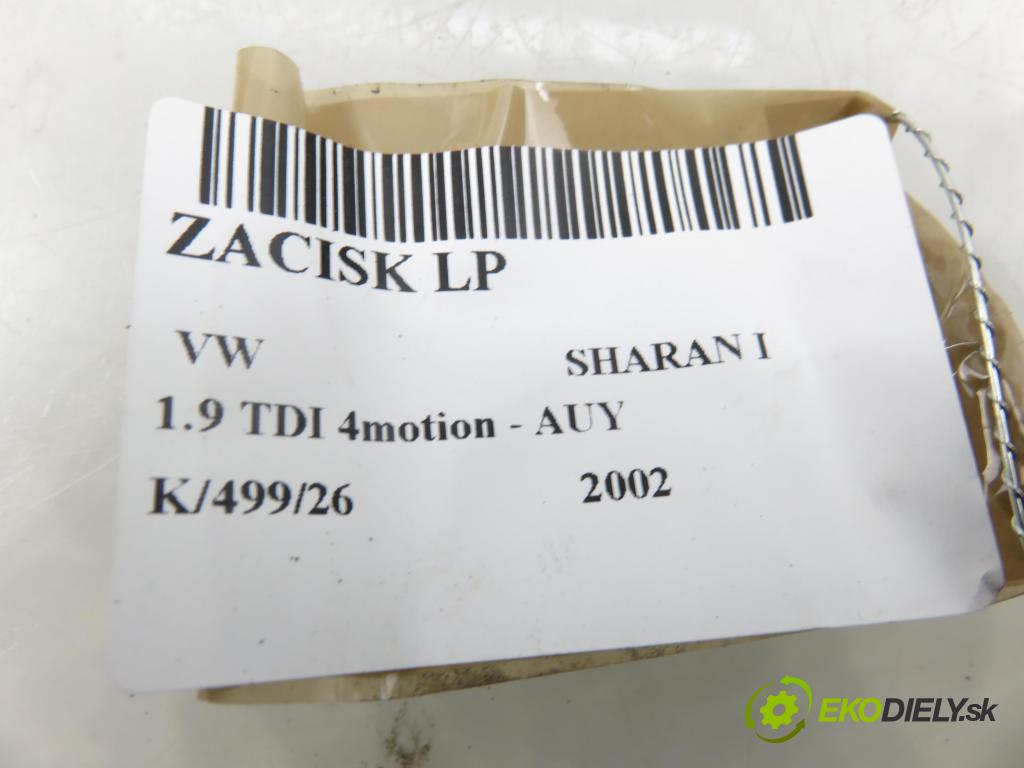 ZACISK LP
VW SHARAN I
1.9 TDI 4motion - AUY
K/499/26 2002
EKODIELY.sk